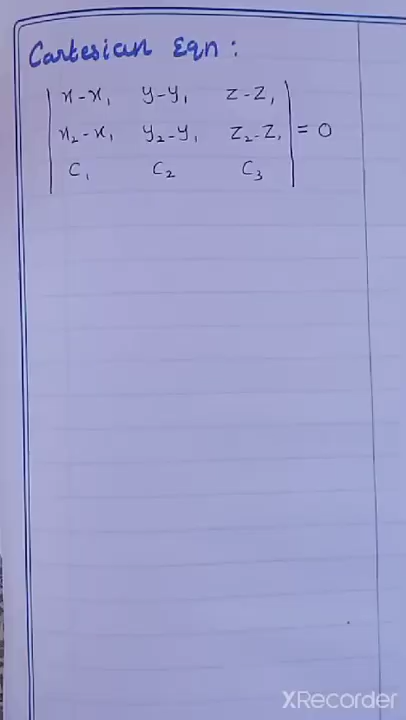 Cartesian Eqn :
| x-x₁ y-y₁ z-z₁ |
| x₂-x₁ y₂-y₁ z₂-z₁ | = 0
| c₁ c₂ c₃ |
XRecorder